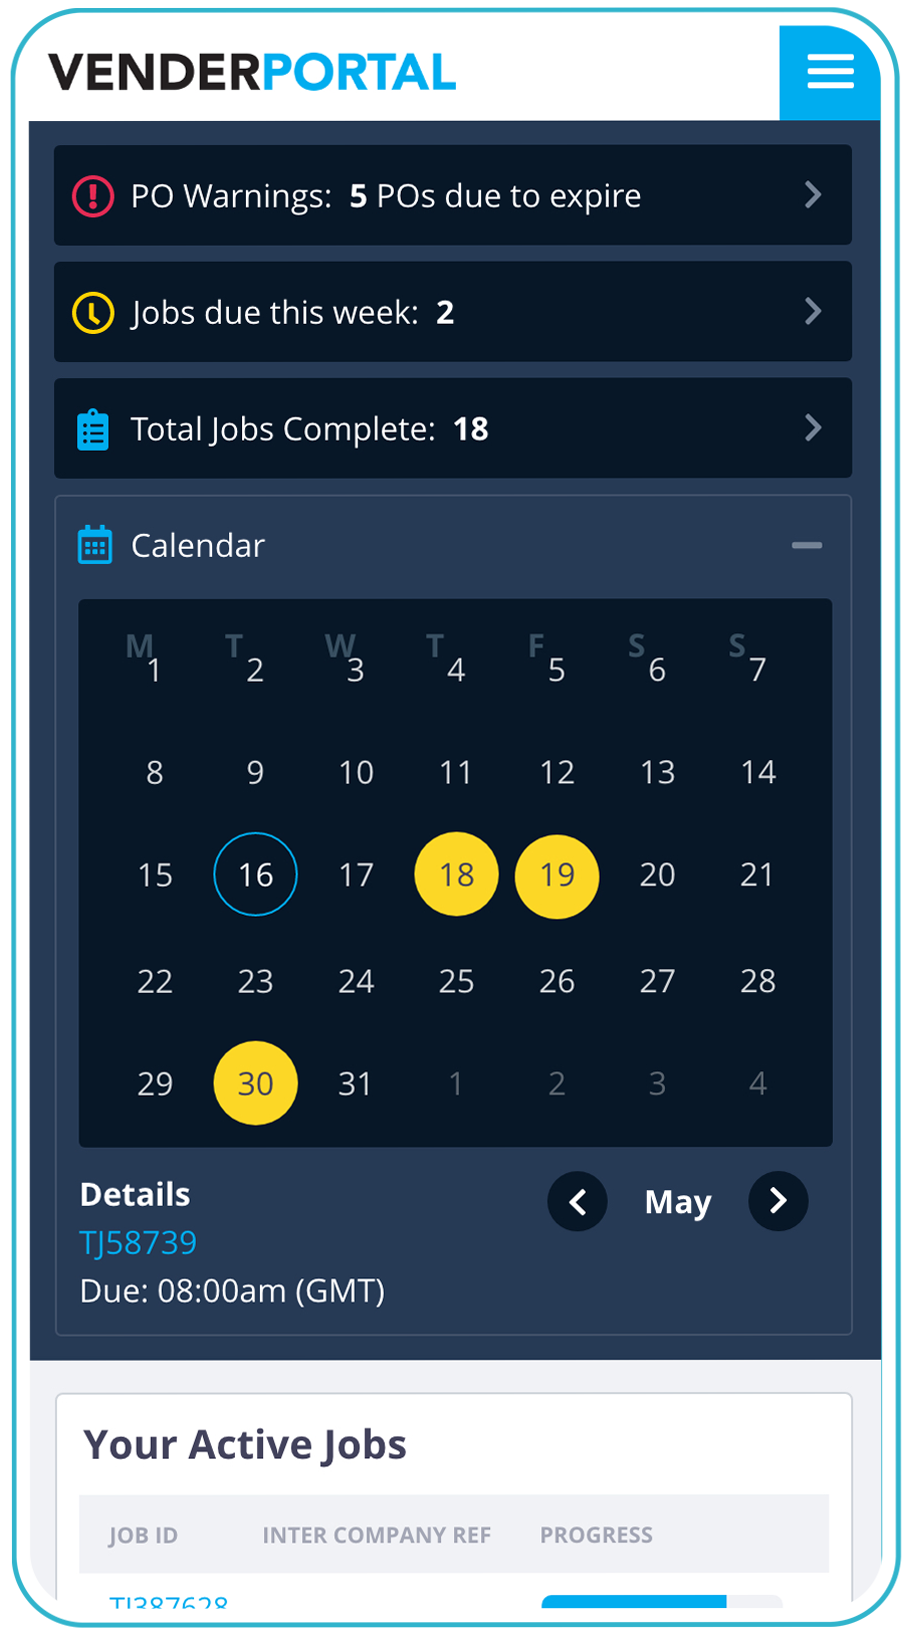 VENDERPORTAL
PO Warnings: 5 POs due to expire
Jobs due this week: 2
Total Jobs Complete: 18
Calendar
M T W T F S S
1 2 3 4 5 6 7
8 9 10 11 12 13 14
15 16 17 18 19 20 21
22 23 24 25 26 27 28
29 30 31 1 2 3 4
Details
May
TJ58739
Due: 08:00am (GMT)
Your Active Jobs
JOB ID INTER COMPANY REF PROGRESS
TJ387628